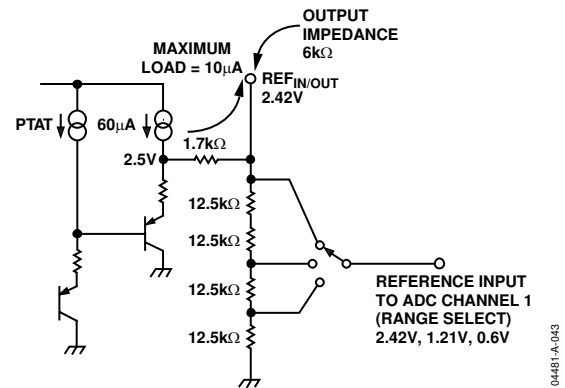 OUTPUT
IMPEDANCE
6kΩ
MAXIMUM
LOAD = 10μA
REFIN/OUT
2.42V
PTAT
60μA
1.7kΩ
2.5V
12.5kΩ
12.5kΩ
12.5kΩ
12.5kΩ
REFERENCE INPUT
TO ADC CHANNEL 1
(RANGE SELECT)
2.42V, 1.21V, 0.6V
04481-A-043